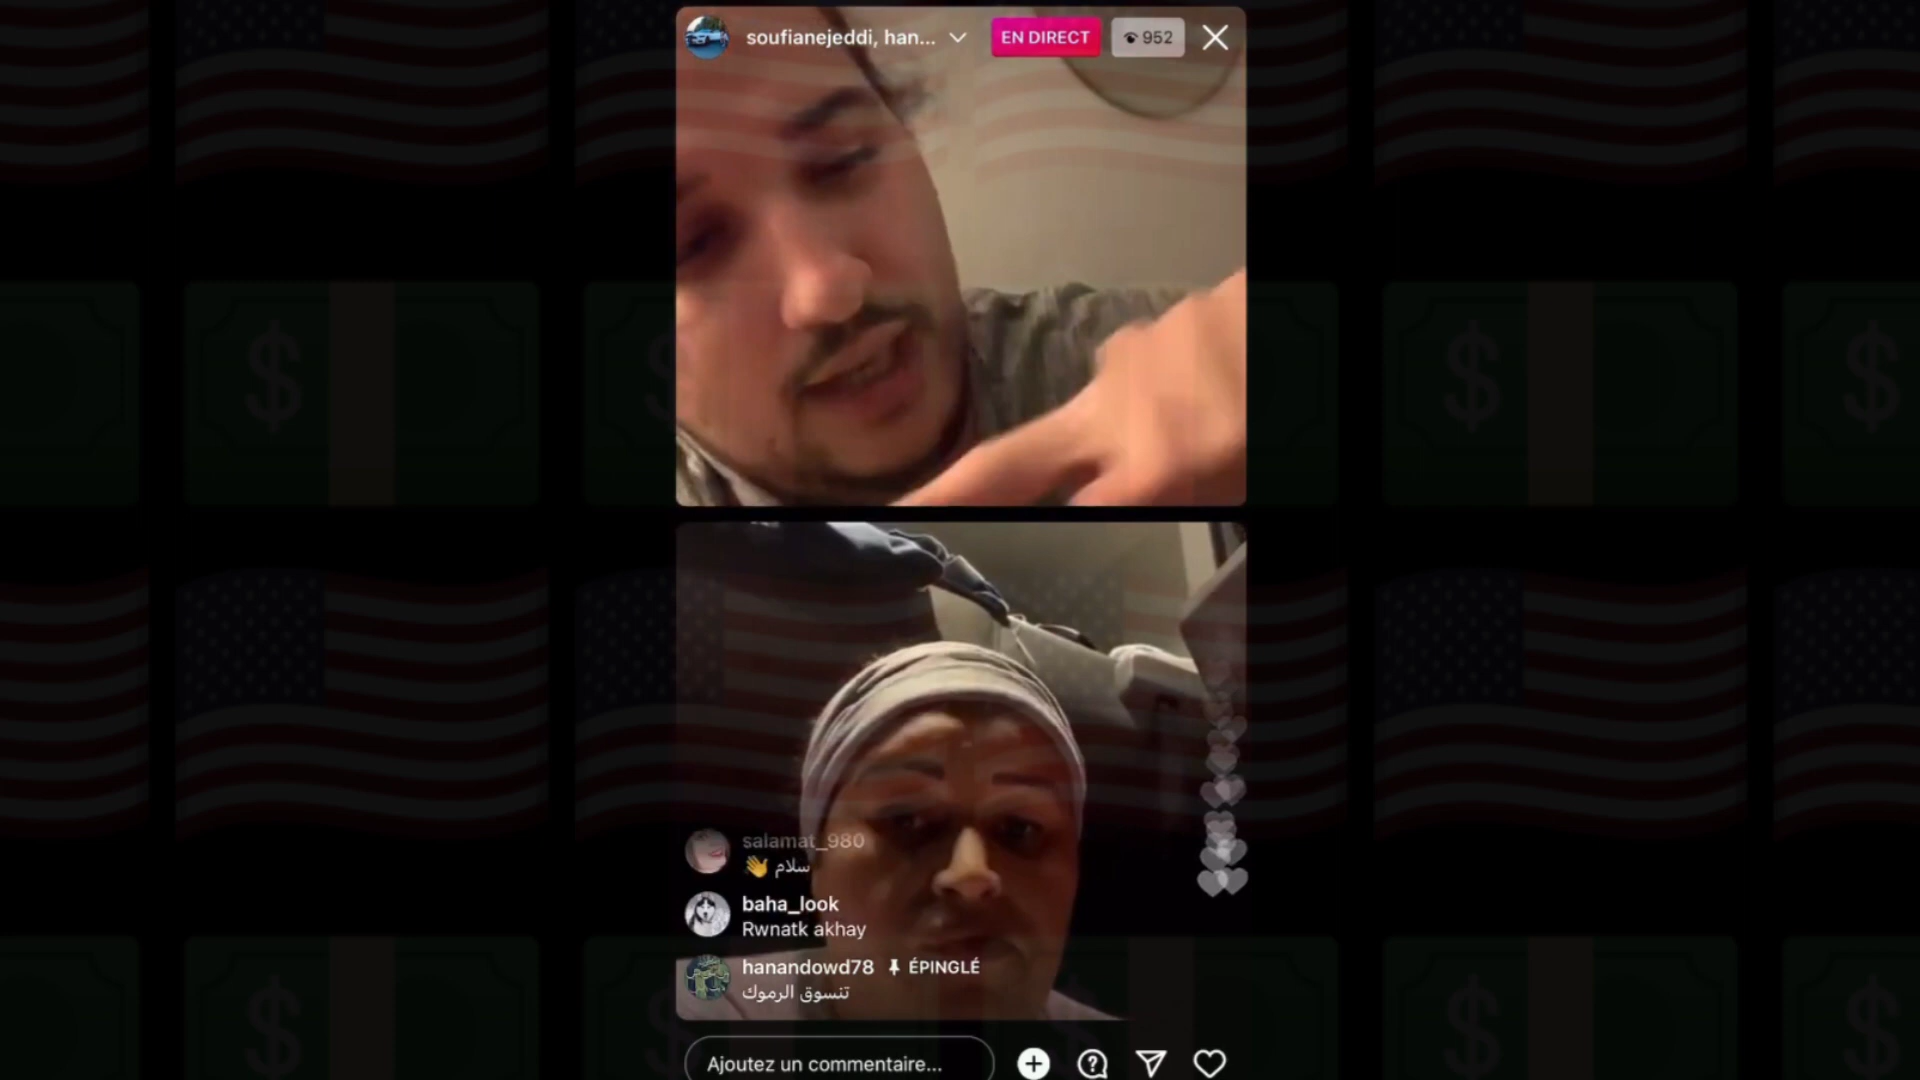 soufianejeddi, han...
EN DIRECT
952
salamat_980
👋 سلام
baha_look
Rwnatk akhay
hanandowd78 ÉPINGLÉ
تنسوق الرموك
Ajoutez un commentaire...